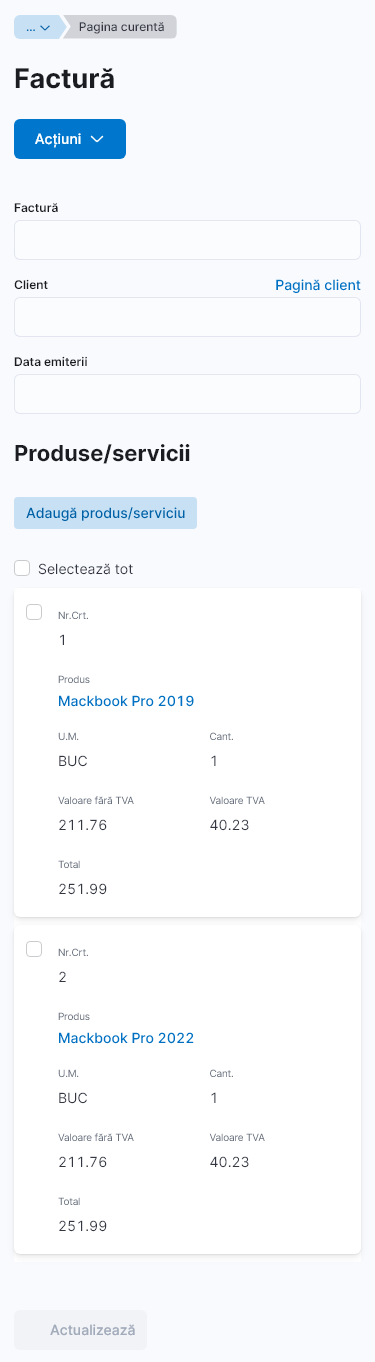 ... Pagina curentă
Factură
Acțiuni
Factură
Client Pagină client
Data emiterii
Produse/servicii
Adaugă produs/serviciu
Selectează tot
Nr.Crt.
1
Produs
Mackbook Pro 2019
U.M. Cant.
BUC 1
Valoare fără TVA Valoare TVA
211.76 40.23
Total
251.99
Nr.Crt.
2
Produs
Mackbook Pro 2022
U.M. Cant.
BUC 1
Valoare fără TVA Valoare TVA
211.76 40.23
Total
251.99
Actualizează